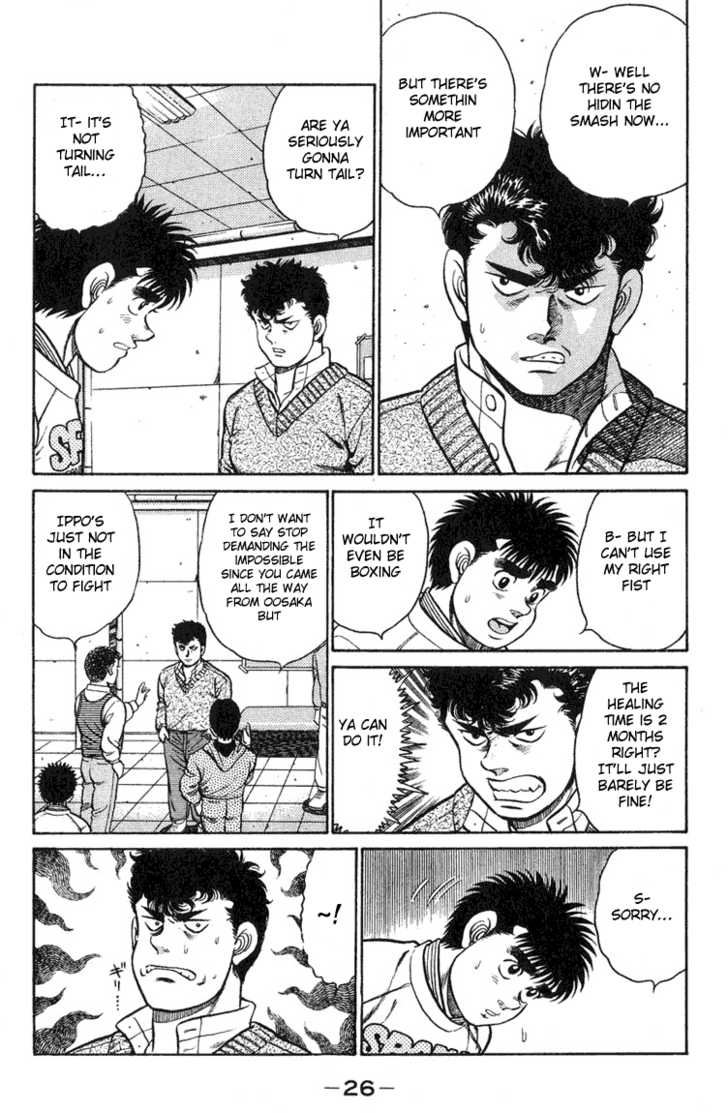 W- WELL
THERE'S NO
HIDIN THE
SMASH NOW...
BUT THERE'S
SOMETHIN
MORE
IMPORTANT
ARE YA
SERIOUSLY
GONNA
TURN TAIL?
IT- IT'S
NOT
TURNING
TAIL...
B- BUT I
CAN'T USE
MY RIGHT
FIST
IT
WOULDN'T
EVEN BE
BOXING
THE
HEALING
TIME IS 2
MONTHS
RIGHT?
IT'LL JUST
BARELY BE
FINE!
YA CAN
DO IT!
I DON'T WANT
TO SAY STOP
DEMANDING THE
IMPOSSIBLE
SINCE YOU CAME
ALL THE WAY
FROM OOSAKA
BUT
IPPO'S
JUST NOT
IN THE
CONDITION
TO FIGHT
S-
SORRY...
~!
ギリ…
-26-